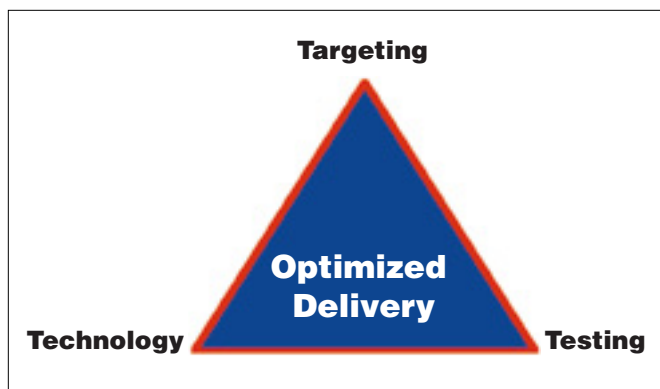 Targeting
Optimized
Delivery
Technology
Testing